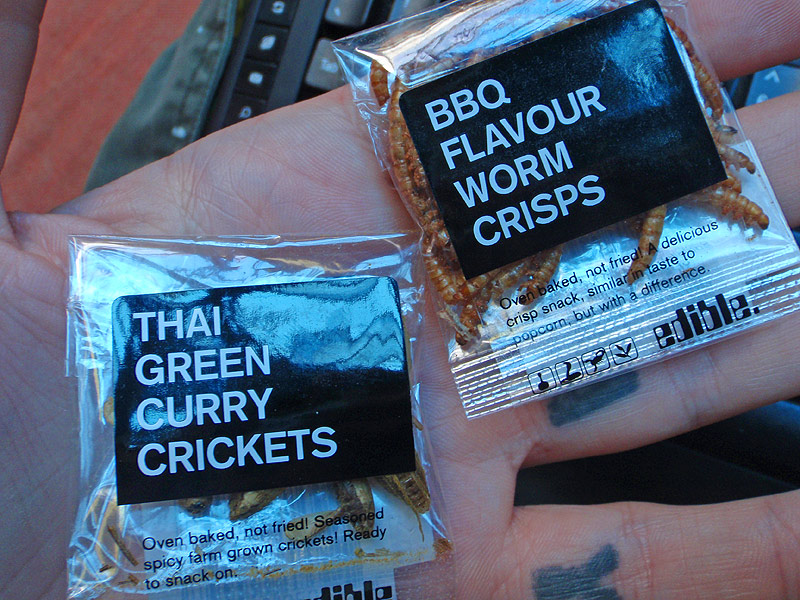 BBQ
FLAVOUR
WORM
CRISPS
Oven baked, not fried! A delicious
crisp snack, similar in taste to
popcorn, but with a difference.
edible.
THAI
GREEN
CURRY
CRICKETS
Oven baked, not fried! Seasoned
spicy farm grown crickets! Ready
to snack on.
edible